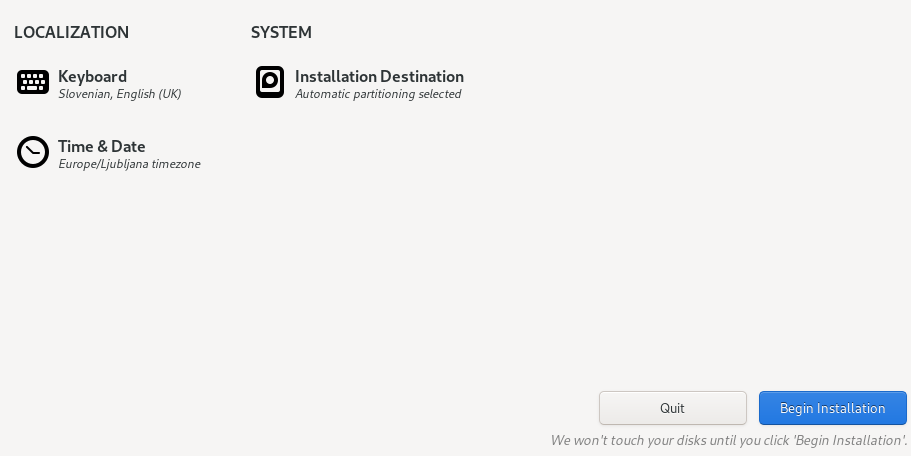 LOCALIZATION
SYSTEM
Keyboard
Slovenian, English (UK)
Installation Destination
Automatic partitioning selected
Time & Date
Europe/Ljubljana timezone
Quit
Begin Installation
We won't touch your disks until you click 'Begin Installation'.